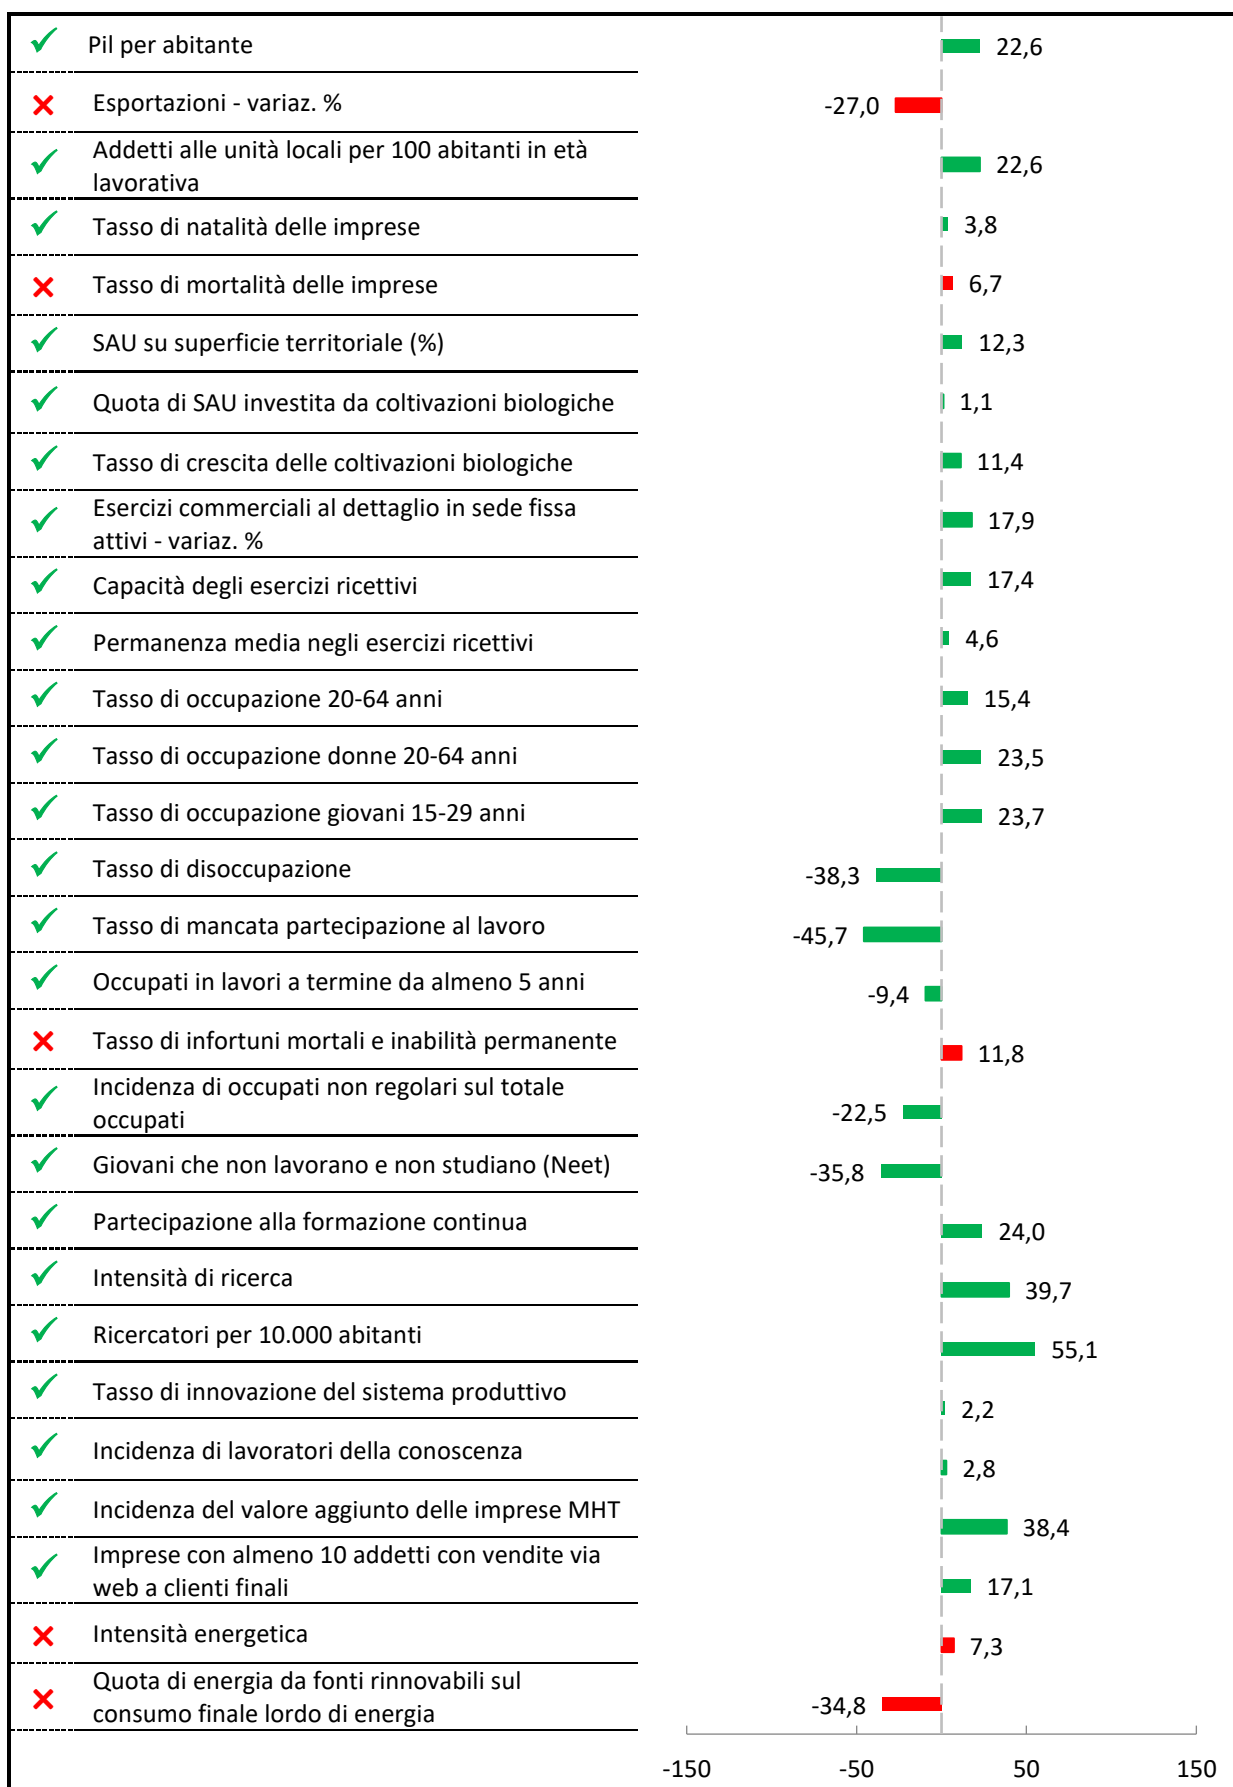 Pil per abitante 22,6
Esportazioni - variaz. % -27,0
Addetti alle unità locali per 100 abitanti in età
lavorativa 22,6
Tasso di natalità delle imprese 3,8
Tasso di mortalità delle imprese 6,7
SAU su superficie territoriale (%) 12,3
Quota di SAU investita da coltivazioni biologiche 1,1
Tasso di crescita delle coltivazioni biologiche 11,4
Esercizi commerciali al dettaglio in sede fissa
attivi - variaz. % 17,9
Capacità degli esercizi ricettivi 17,4
Permanenza media negli esercizi ricettivi 4,6
Tasso di occupazione 20-64 anni 15,4
Tasso di occupazione donne 20-64 anni 23,5
Tasso di occupazione giovani 15-29 anni 23,7
Tasso di disoccupazione -38,3
Tasso di mancata partecipazione al lavoro -45,7
Occupati in lavori a termine da almeno 5 anni -9,4
Tasso di infortuni mortali e inabilità permanente 11,8
Incidenza di occupati non regolari sul totale
occupati -22,5
Giovani che non lavorano e non studiano (Neet) -35,8
Partecipazione alla formazione continua 24,0
Intensità di ricerca 39,7
Ricercatori per 10.000 abitanti 55,1
Tasso di innovazione del sistema produttivo 2,2
Incidenza di lavoratori della conoscenza 2,8
Incidenza del valore aggiunto delle imprese MHT 38,4
Imprese con almeno 10 addetti con vendite via
web a clienti finali 17,1
Intensità energetica 7,3
Quota di energia da fonti rinnovabili sul
consumo finale lordo di energia -34,8
-150 -50 50 150